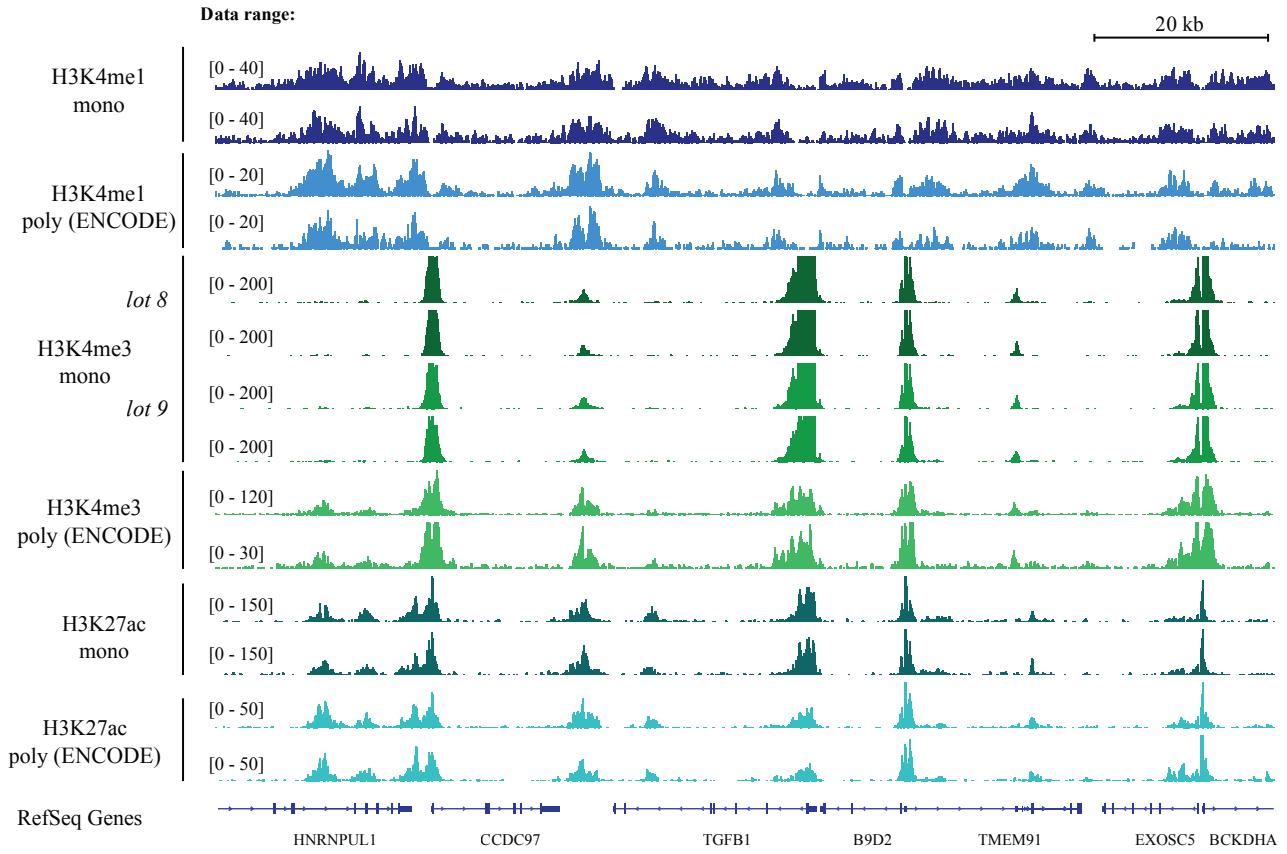 Data range:
20 kb
H3K4me1
mono
[0 - 40]
[0 - 40]
H3K4me1
poly (ENCODE)
[0 - 20]
[0 - 20]
lot 8
H3K4me3
mono
lot 9
[0 - 200]
[0 - 200]
[0 - 200]
[0 - 200]
H3K4me3
poly (ENCODE)
[0 - 120]
[0 - 30]
H3K27ac
mono
[0 - 150]
[0 - 150]
H3K27ac
poly (ENCODE)
[0 - 50]
[0 - 50]
RefSeq Genes
HNRNPUL1 CCDC97 TGFB1 B9D2 TMEM91 EXOSC5 BCKDHA